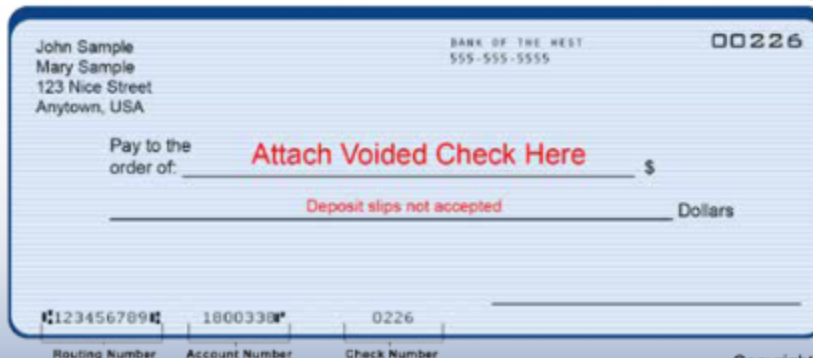 John Sample
Mary Sample
123 Nice Street
Anytown, USA
BANK OF THE WEST
555-555-5555
00226
Pay to the
order of:
Attach Voided Check Here
$
Deposit slips not accepted
Dollars
⑆123456789⑆ 1800338⑈ 0226
Routing Number Account Number Check Number